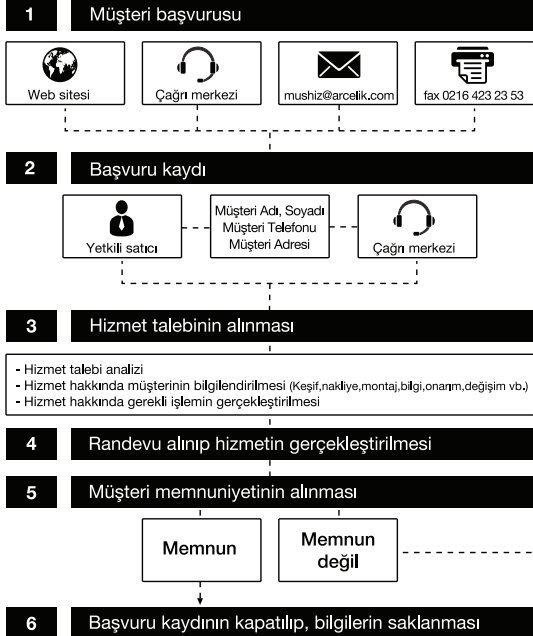 1 Müşteri başvurusu
Web sitesi
Çağrı merkezi
mushiz@arcelik.com
fax 0216 423 23 53
2 Başvuru kaydı
Yetkili satıcı
Müşteri Adı, Soyadı
Müşteri Telefonu
Müşteri Adresi
Çağrı merkezi
3 Hizmet talebinin alınması
- Hizmet talebi analizi
- Hizmet hakkında müşterinin bilgilendirilmesi (Keşif,nakliye,montaj,bilgi,onarım,değişim vb.)
- Hizmet hakkında gerekli işlemin gerçekleştirilmesi
4 Randevu alınıp hizmetin gerçekleştirilmesi
5 Müşteri memnuniyetinin alınması
Memnun
Memnun
değil
6 Başvuru kaydının kapatılıp, bilgilerin saklanması